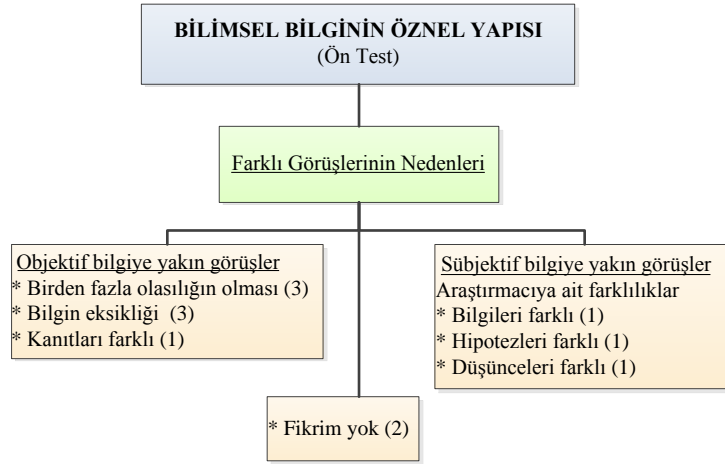 BİLİMSEL BİLGİNİN ÖZNEL YAPISI
(Ön Test)
Farklı Görüşlerinin Nedenleri
Objektif bilgiye yakın görüşler
* Birden fazla olasılığın olması (3)
* Bilgin eksikliği (3)
* Kanıtları farklı (1)
Sübjektif bilgiye yakın görüşler
Araştırmacıya ait farklılıklar
* Bilgileri farklı (1)
* Hipotezleri farklı (1)
* Düşünceleri farklı (1)
* Fikrim yok (2)